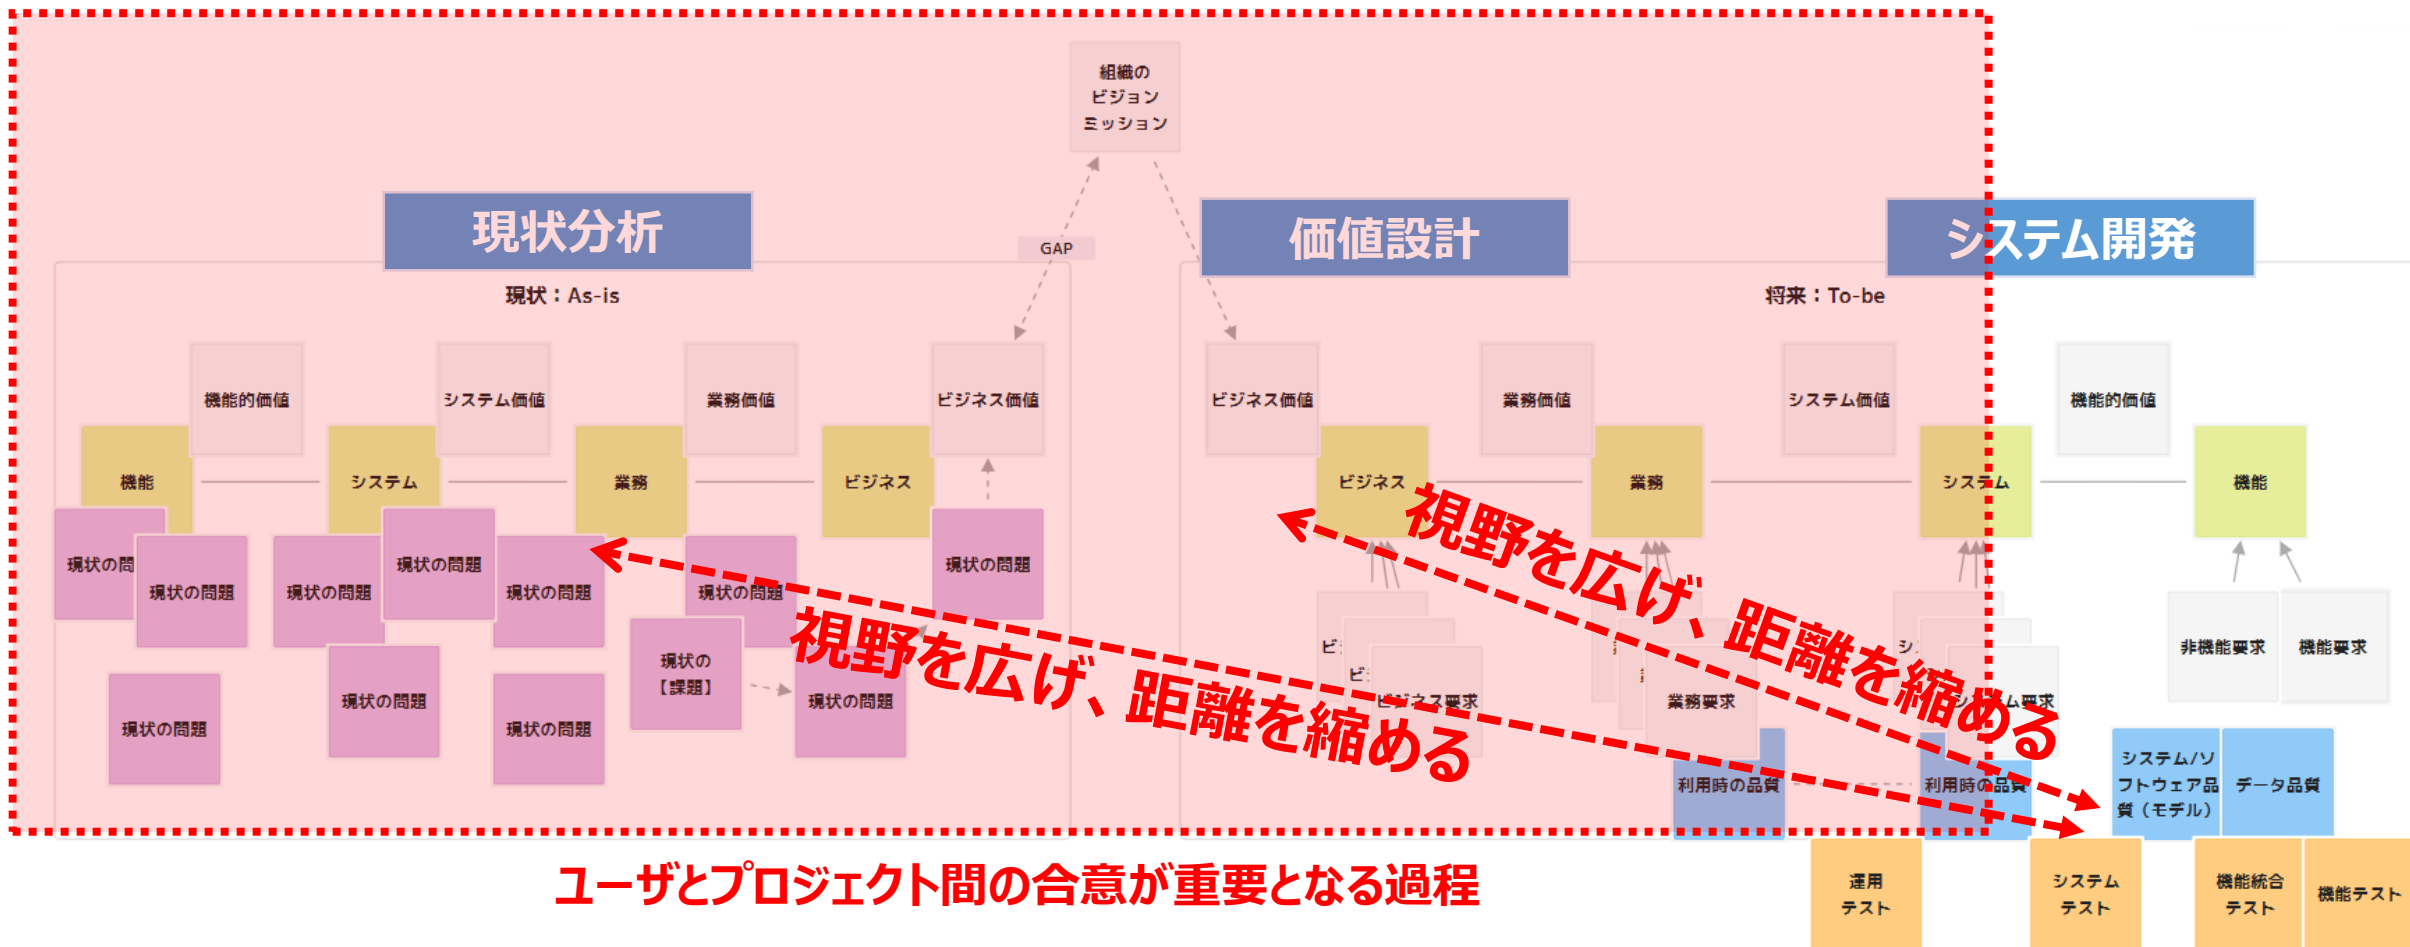 組織の
ビジョン
ミッション
現状分析
価値設計
システム開発
GAP
現状：As-is
将来：To-be
機能的価値
システム価値
業務価値
ビジネス価値
ビジネス価値
業務価値
システム価値
機能的価値
機能
システム
業務
ビジネス
ビジネス
業務
システム
機能
現状の問
現状の問題
現状の問題
現状の問題
現状の問題
現状の問題
現状の問題
現状の
【課題】
現状の問題
現状の問題
現状の問題
現状の問題
視野を広げ、距離を縮める
視野を広げ、距離を縮める
ビジネス要求
業務要求
システム要求
非機能要求
機能要求
利用時の品質
利用時の品質
システム/ソ
フトウェア品
質（モデル）
データ品質
ユーザとプロジェクト間の合意が重要となる過程
運用
テスト
システム
テスト
機能統合
テスト
機能テスト